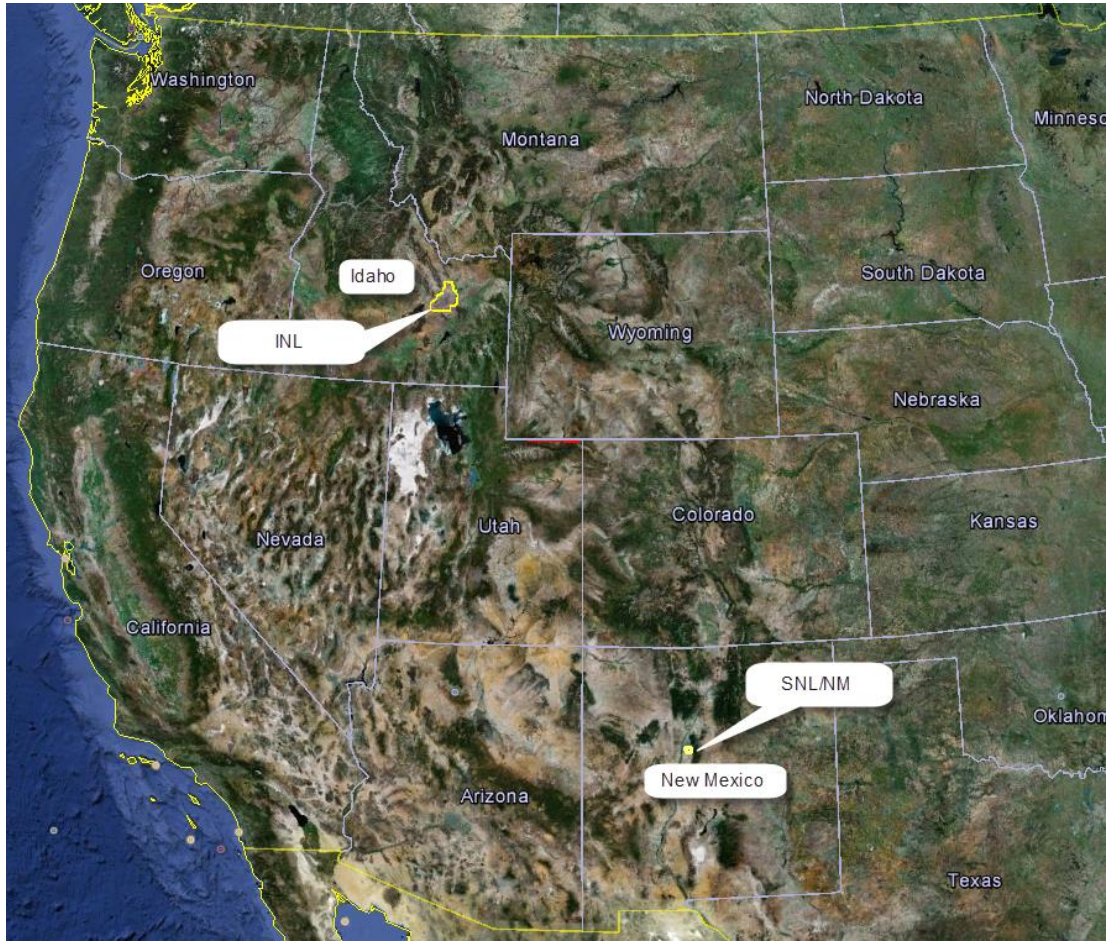 Washington
North Dakota
Minneso
Montana
Oregon
Idaho
South Dakota
INL
Wyoming
Nebraska
Colorado
Kansas
Utah
Nevada
California
SNL/NM
Oklahom
New Mexico
Arizona
Texas